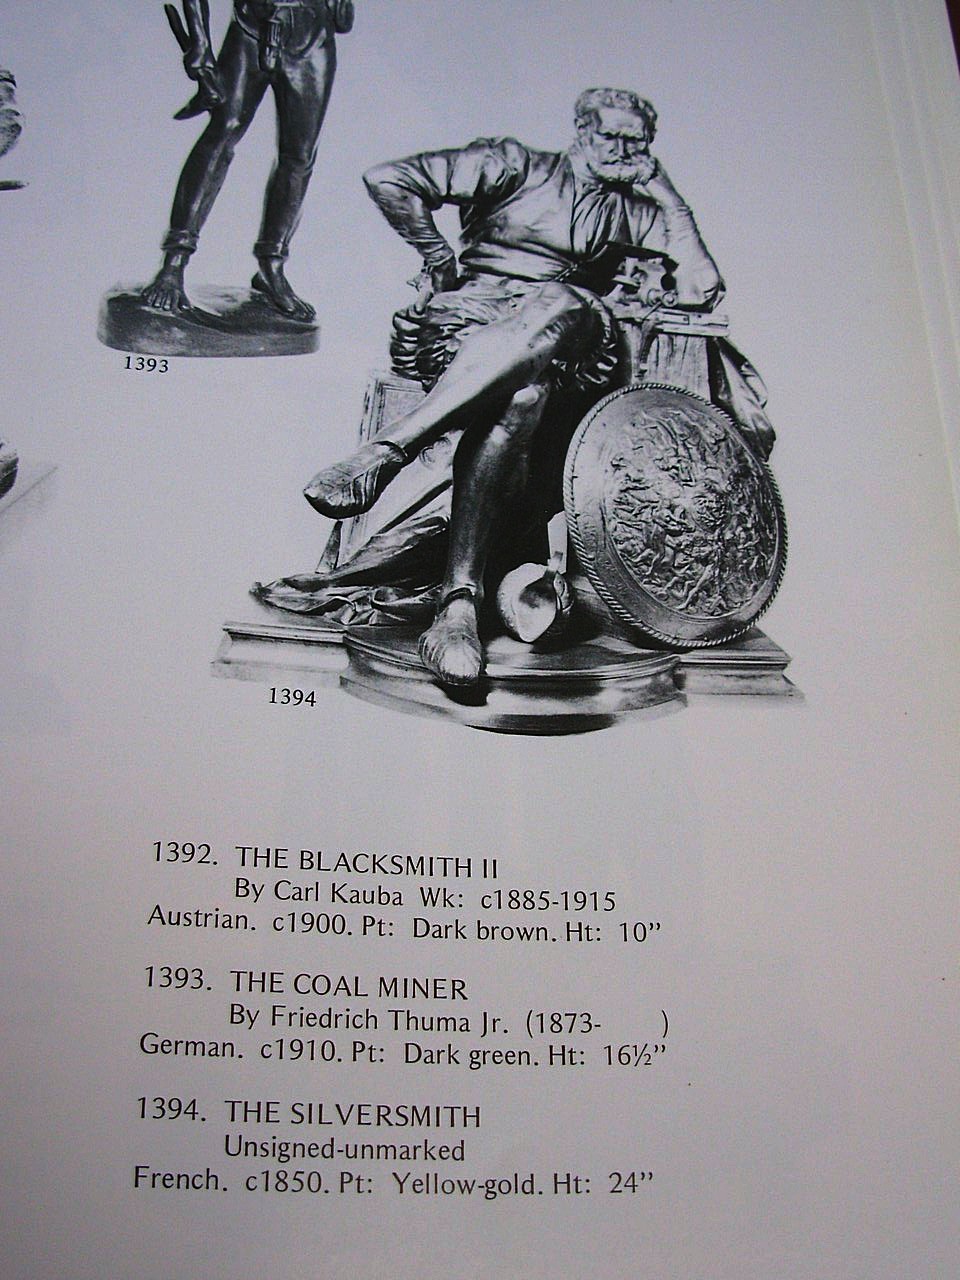 1393
1394
1392. THE BLACKSMITH II
By Carl Kauba Wk: c1885-1915
Austrian. c1900. Pt: Dark brown. Ht: 10”
1393. THE COAL MINER
By Friedrich Thuma Jr. (1873- )
German. c1910. Pt: Dark green. Ht: 16½”
1394. THE SILVERSMITH
Unsigned-unmarked
French. c1850. Pt: Yellow-gold. Ht: 24”